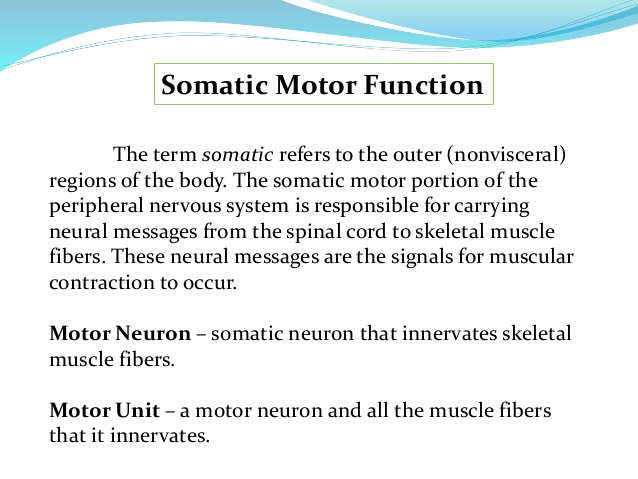 Somatic Motor Function
The term somatic refers to the outer (nonvisceral)
regions of the body. The somatic motor portion of the
peripheral nervous system is responsible for carrying
neural messages from the spinal cord to skeletal muscle
fibers. These neural messages are the signals for muscular
contraction to occur.
Motor Neuron – somatic neuron that innervates skeletal
muscle fibers.
Motor Unit – a motor neuron and all the muscle fibers
that it innervates.